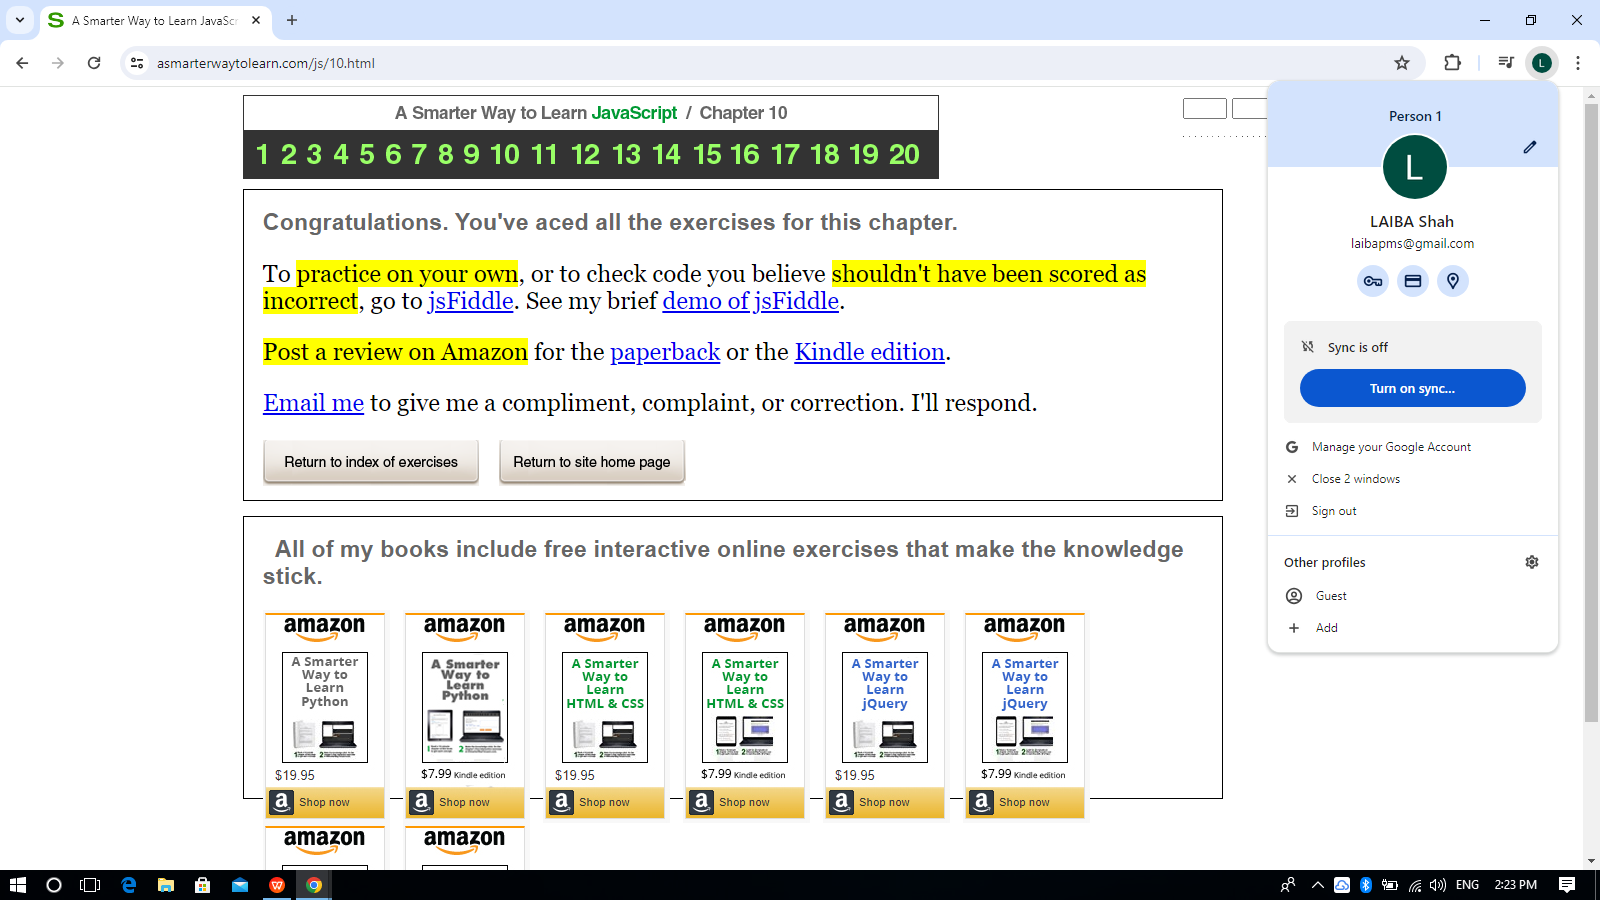 A Smarter Way to Learn JavaSc
asmarterwaytolearn.com/js/10.html
L
A Smarter Way to Learn JavaScript / Chapter 10
1 2 3 4 5 6 7 8 9 10 11 12 13 14 15 16 17 18 19 20
Congratulations. You've aced all the exercises for this chapter.
To practice on your own, or to check code you believe shouldn't have been scored as
incorrect, go to jsFiddle. See my brief demo of jsFiddle.
Post a review on Amazon for the paperback or the Kindle edition.
Email me to give me a compliment, complaint, or correction. I'll respond.
Return to index of exercises
Return to site home page
All of my books include free interactive online exercises that make the knowledge
stick.
amazon
A Smarter
Way to
Learn
Python
$19.95
Shop now
amazon
A Smarter
Way to
Learn
Python
$7.99 Kindle edition
Shop now
amazon
A Smarter
Way to
Learn
HTML & CSS
$19.95
Shop now
amazon
A Smarter
Way to
Learn
HTML & CSS
$7.99 Kindle edition
Shop now
amazon
A Smarter
Way to
Learn
jQuery
$19.95
Shop now
amazon
A Smarter
Way to
Learn
jQuery
$7.99 Kindle edition
Shop now
amazon
amazon
Person 1
L
LAIBA Shah
laibapms@gmail.com
Sync is off
Turn on sync...
Manage your Google Account
Close 2 windows
Sign out
Other profiles
Guest
Add
ENG
2:23 PM